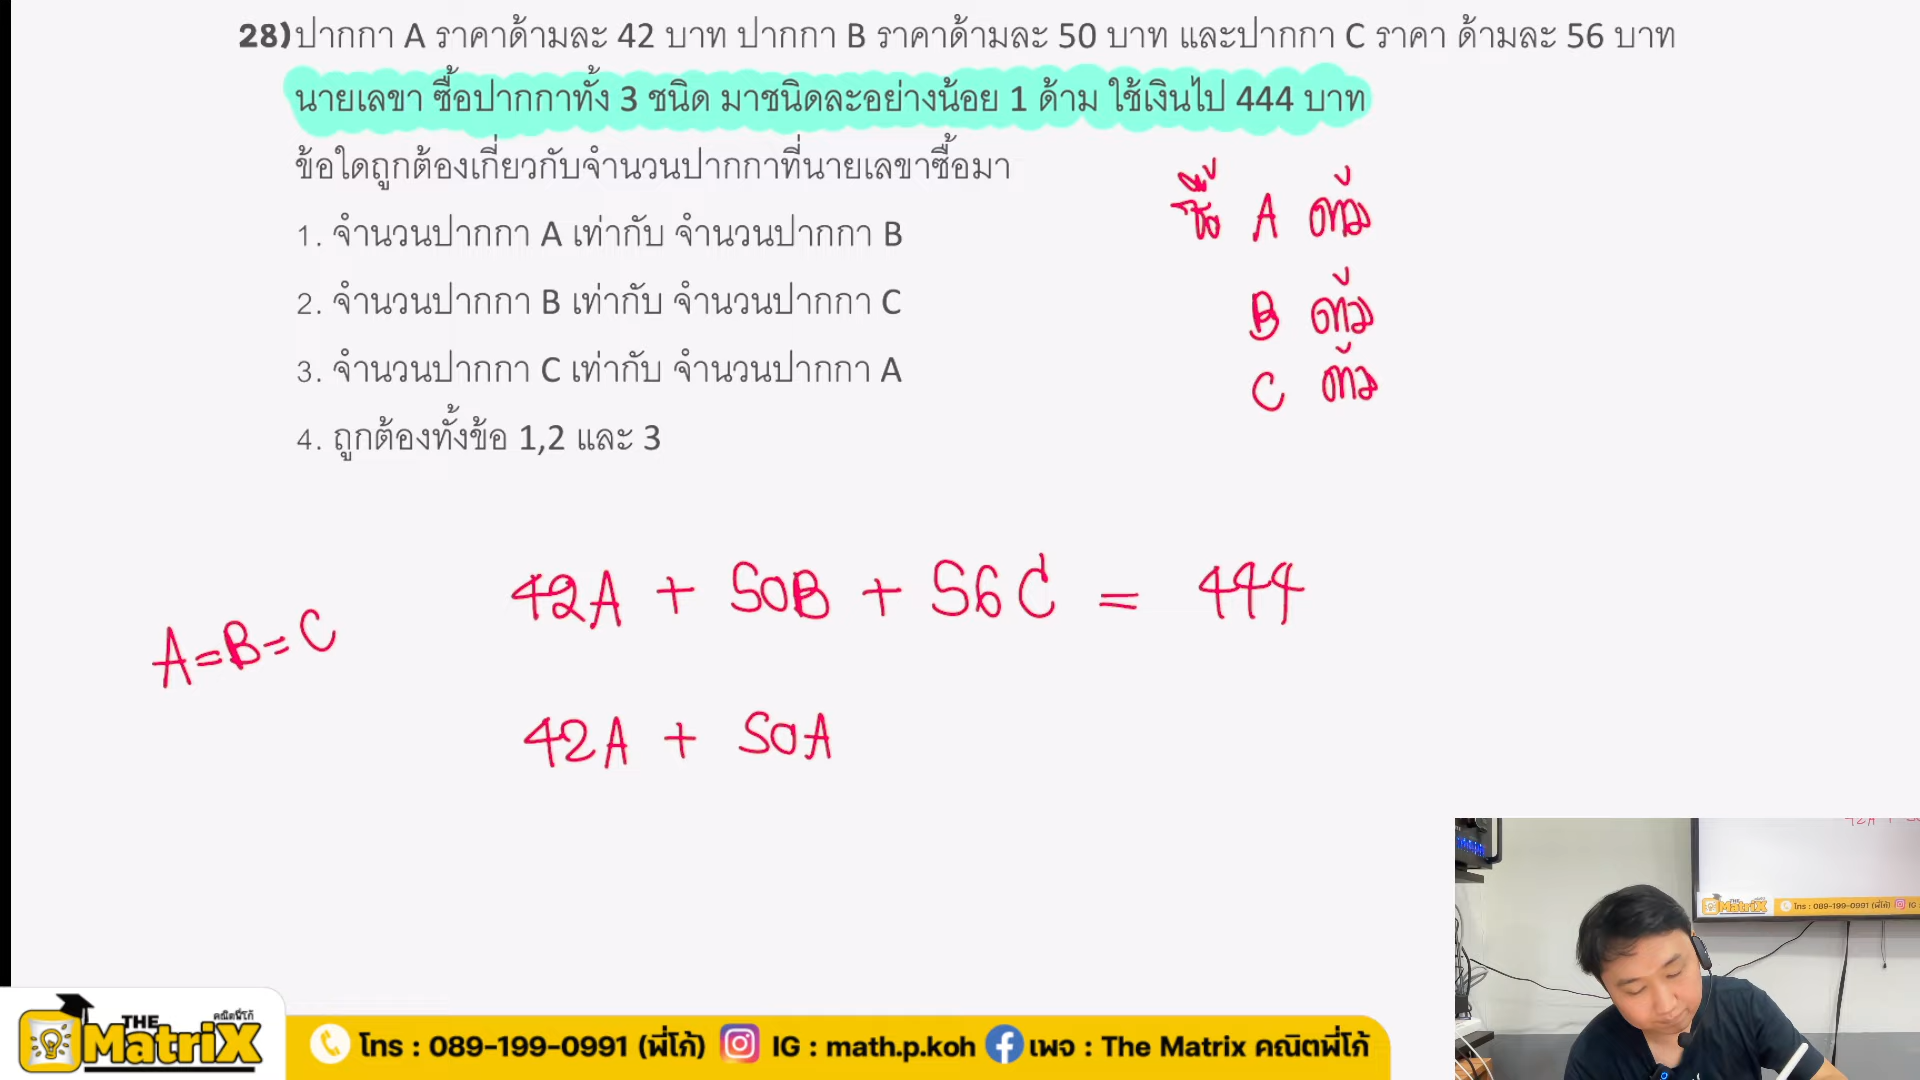 28) ปากกา A ราคาด้ามละ 42 บาท ปากกา B ราคาด้ามละ 50 บาท และปากกา C ราคา ด้ามละ 56 บาท
นายเลขา ซื้อปากกาทั้ง 3 ชนิด มาชนิดละอย่างน้อย 1 ด้าม ใช้เงินไป 444 บาท
ข้อใดถูกต้องเกี่ยวกับจำนวนปากกาที่นายเลขาซื้อมา
1. จำนวนปากกา A เท่ากับ จำนวนปากกา B
2. จำนวนปากกา B เท่ากับ จำนวนปากกา C
3. จำนวนปากกา C เท่ากับ จำนวนปากกา A
4. ถูกต้องทั้งข้อ 1,2 และ 3
ซื้อ A ด้าม
B ด้าม
C ด้าม
42A + 50B + 56C = 444
A=B=C
42A + 50A
THE MatriX คณิตพี่โก้
โทร : 089-199-0991 (พี่โก้) IG : math.p.koh เพจ : The Matrix คณิตพี่โก้
MatriX โทร : 089-199-0991 (พี่โก้) IG